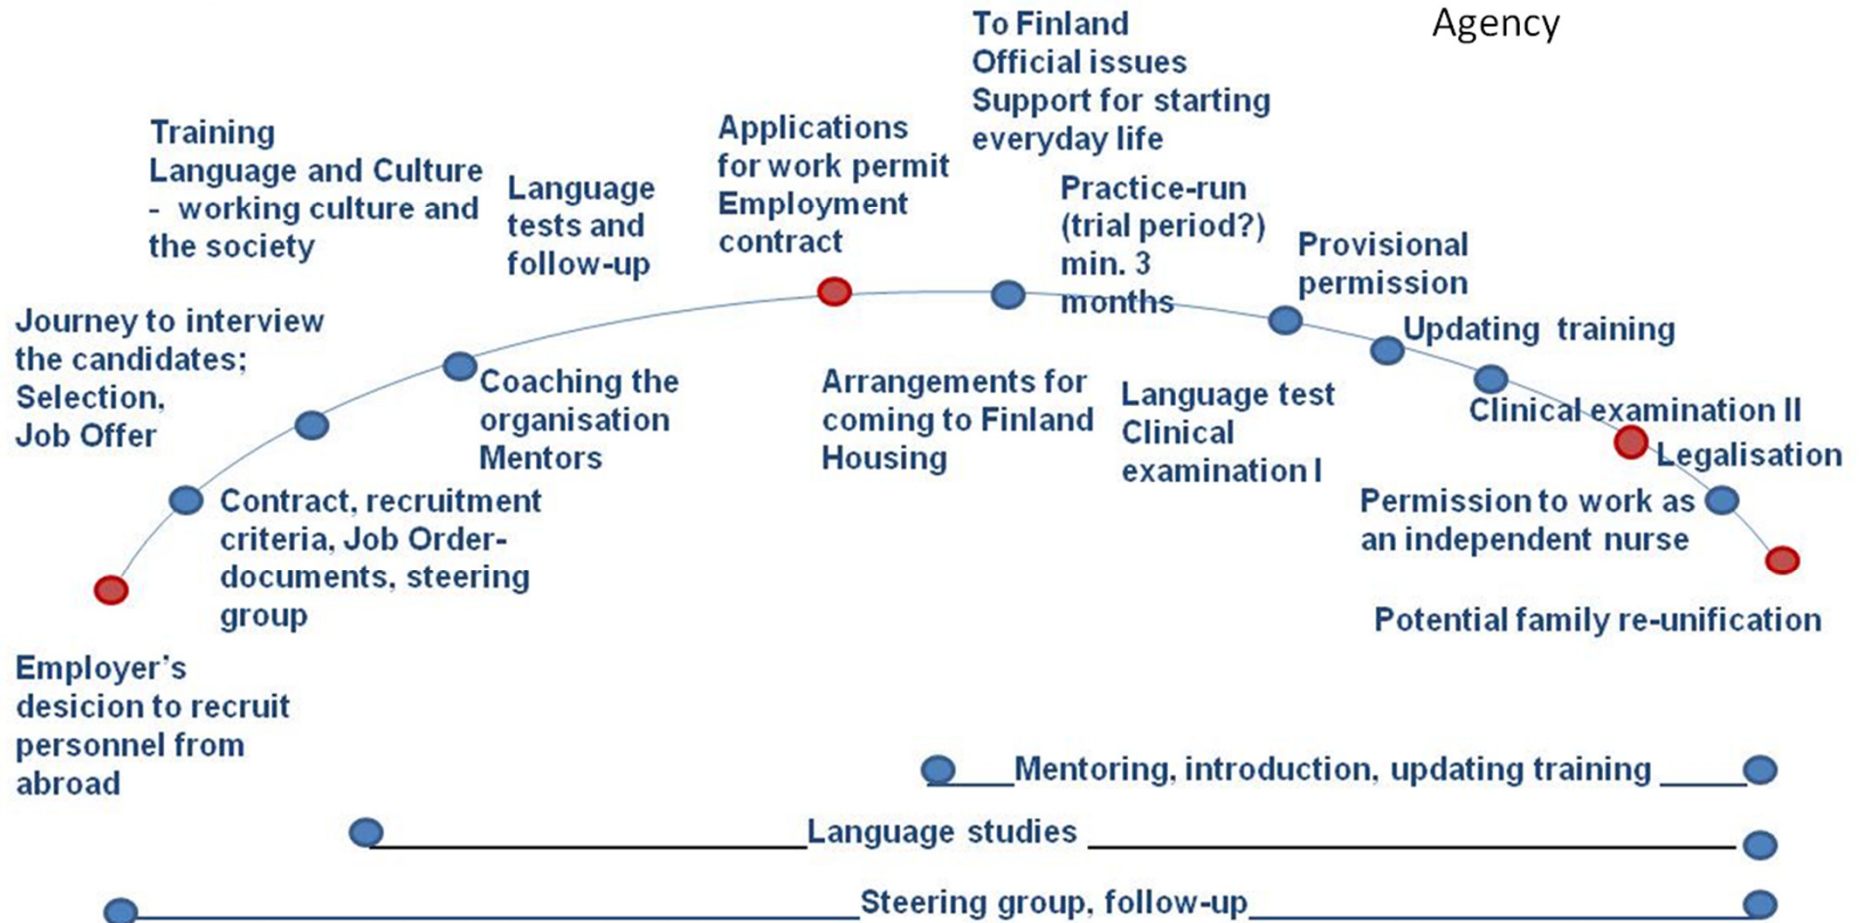 Agency
To Finland
Official issues
Support for starting
everyday life
Training
Language and Culture
- working culture and
the society
Language
tests and
follow-up
Applications
for work permit
Employment
contract
Practice-run
(trial period?)
min. 3
months
Provisional
permission
Journey to interview
the candidates;
Selection,
Job Offer
Updating training
Coaching the
organisation
Mentors
Arrangements for
coming to Finland
Housing
Language test
Clinical
examination I
Clinical examination II
Legalisation
Contract, recruitment
criteria, Job Order-
documents, steering
group
Permission to work as
an independent nurse
Potential family re-unification
Employer's
desicion to recruit
personnel from
abroad
Mentoring, introduction, updating training
Language studies
Steering group, follow-up